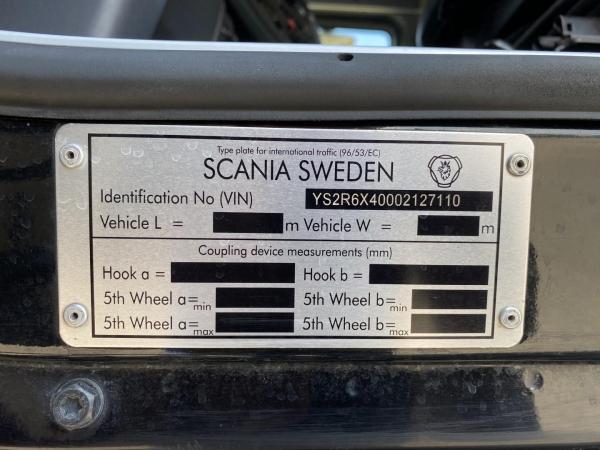 Type plate for international traffic (96/53/EC)
SCANIA SWEDEN
Identification No (VIN) YS2R6X40002127110
Vehicle L = m Vehicle W = m
Coupling device measurements (mm)
Hook a = Hook b =
5th Wheel a=min 5th Wheel b=min
5th Wheel a=max 5th Wheel b=max